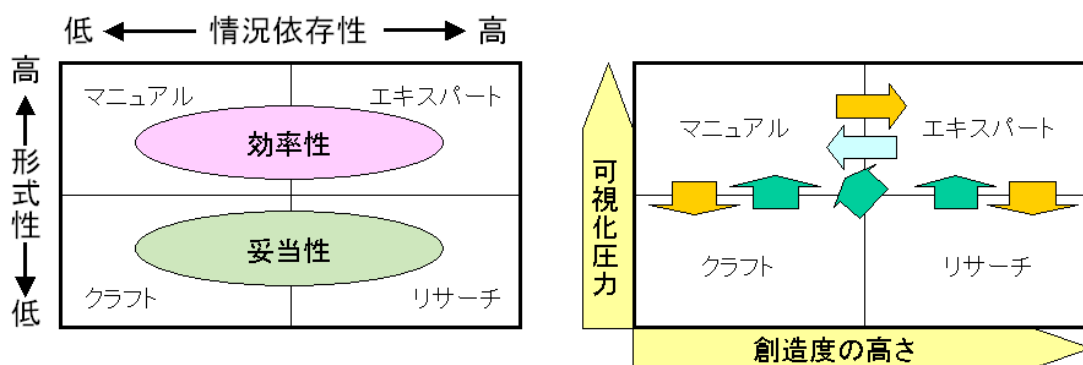 低 情況依存性 高
高
形式性
低
マニュアル
エキスパート
効率性
妥当性
クラフト
リサーチ
可視化圧力
マニュアル
エキスパート
クラフト
リサーチ
創造度の高さ